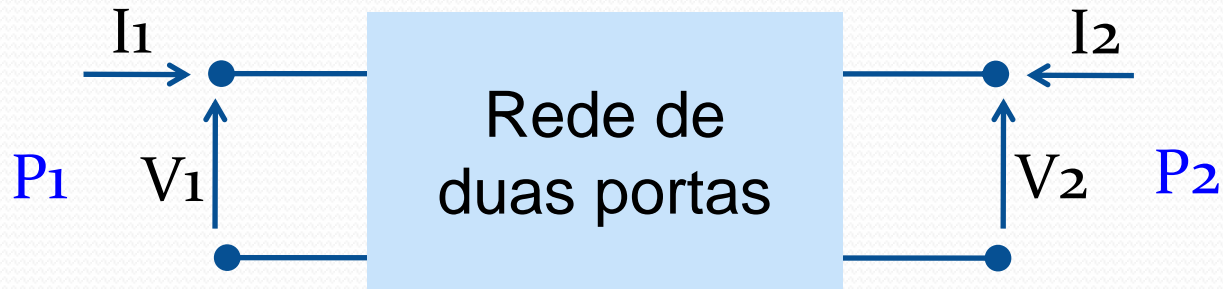 I1
I2
Rede de
duas portas
P1
V1
V2
P2